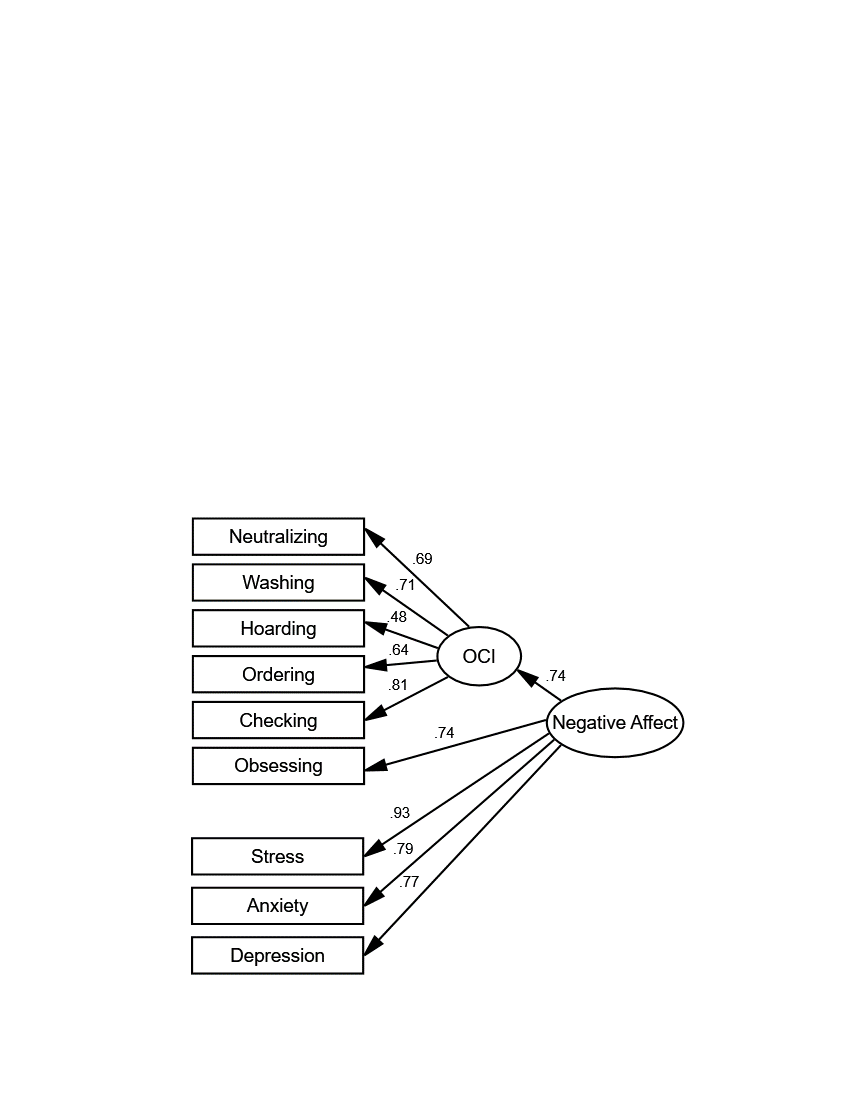 Neutralizing
.69
Washing
.71
Hoarding
.48
Ordering
.64
OCI
Checking
.81
.74
Negative Affect
Obsessing
.74
Stress
.93
Anxiety
.79
Depression
.77